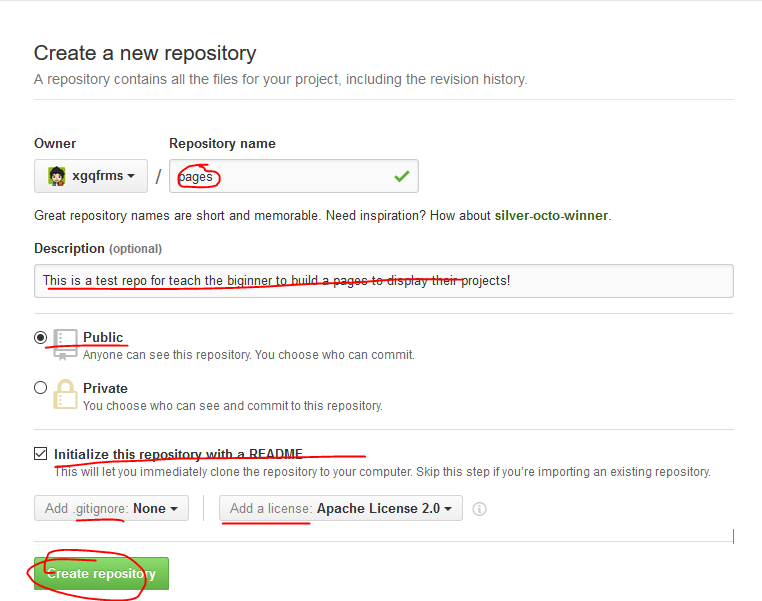 Create a new repository
A repository contains all the files for your project, including the revision history.
Owner Repository name
xgqfrms / pages
Great repository names are short and memorable. Need inspiration? How about silver-octo-winner.
Description (optional)
This is a test repo for teach the biginner to build a pages to display their projects!
Public
Anyone can see this repository. You choose who can commit.
Private
You choose who can see and commit to this repository.
Initialize this repository with a README
This will let you immediately clone the repository to your computer. Skip this step if you’re importing an existing repository.
Add .gitignore: None Add a license: Apache License 2.0
Create repository